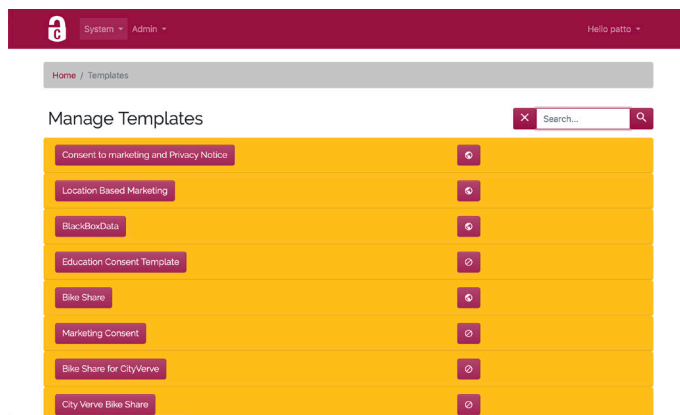 C
System Admin Hello patto
Home / Templates
Manage Templates
Search...
Consent to marketing and Privacy Notice
Location Based Marketing
BlackBoxData
Education Consent Template
Bike Share
Marketing Consent
Bike Share for CityVerve
City Verve Bike Share